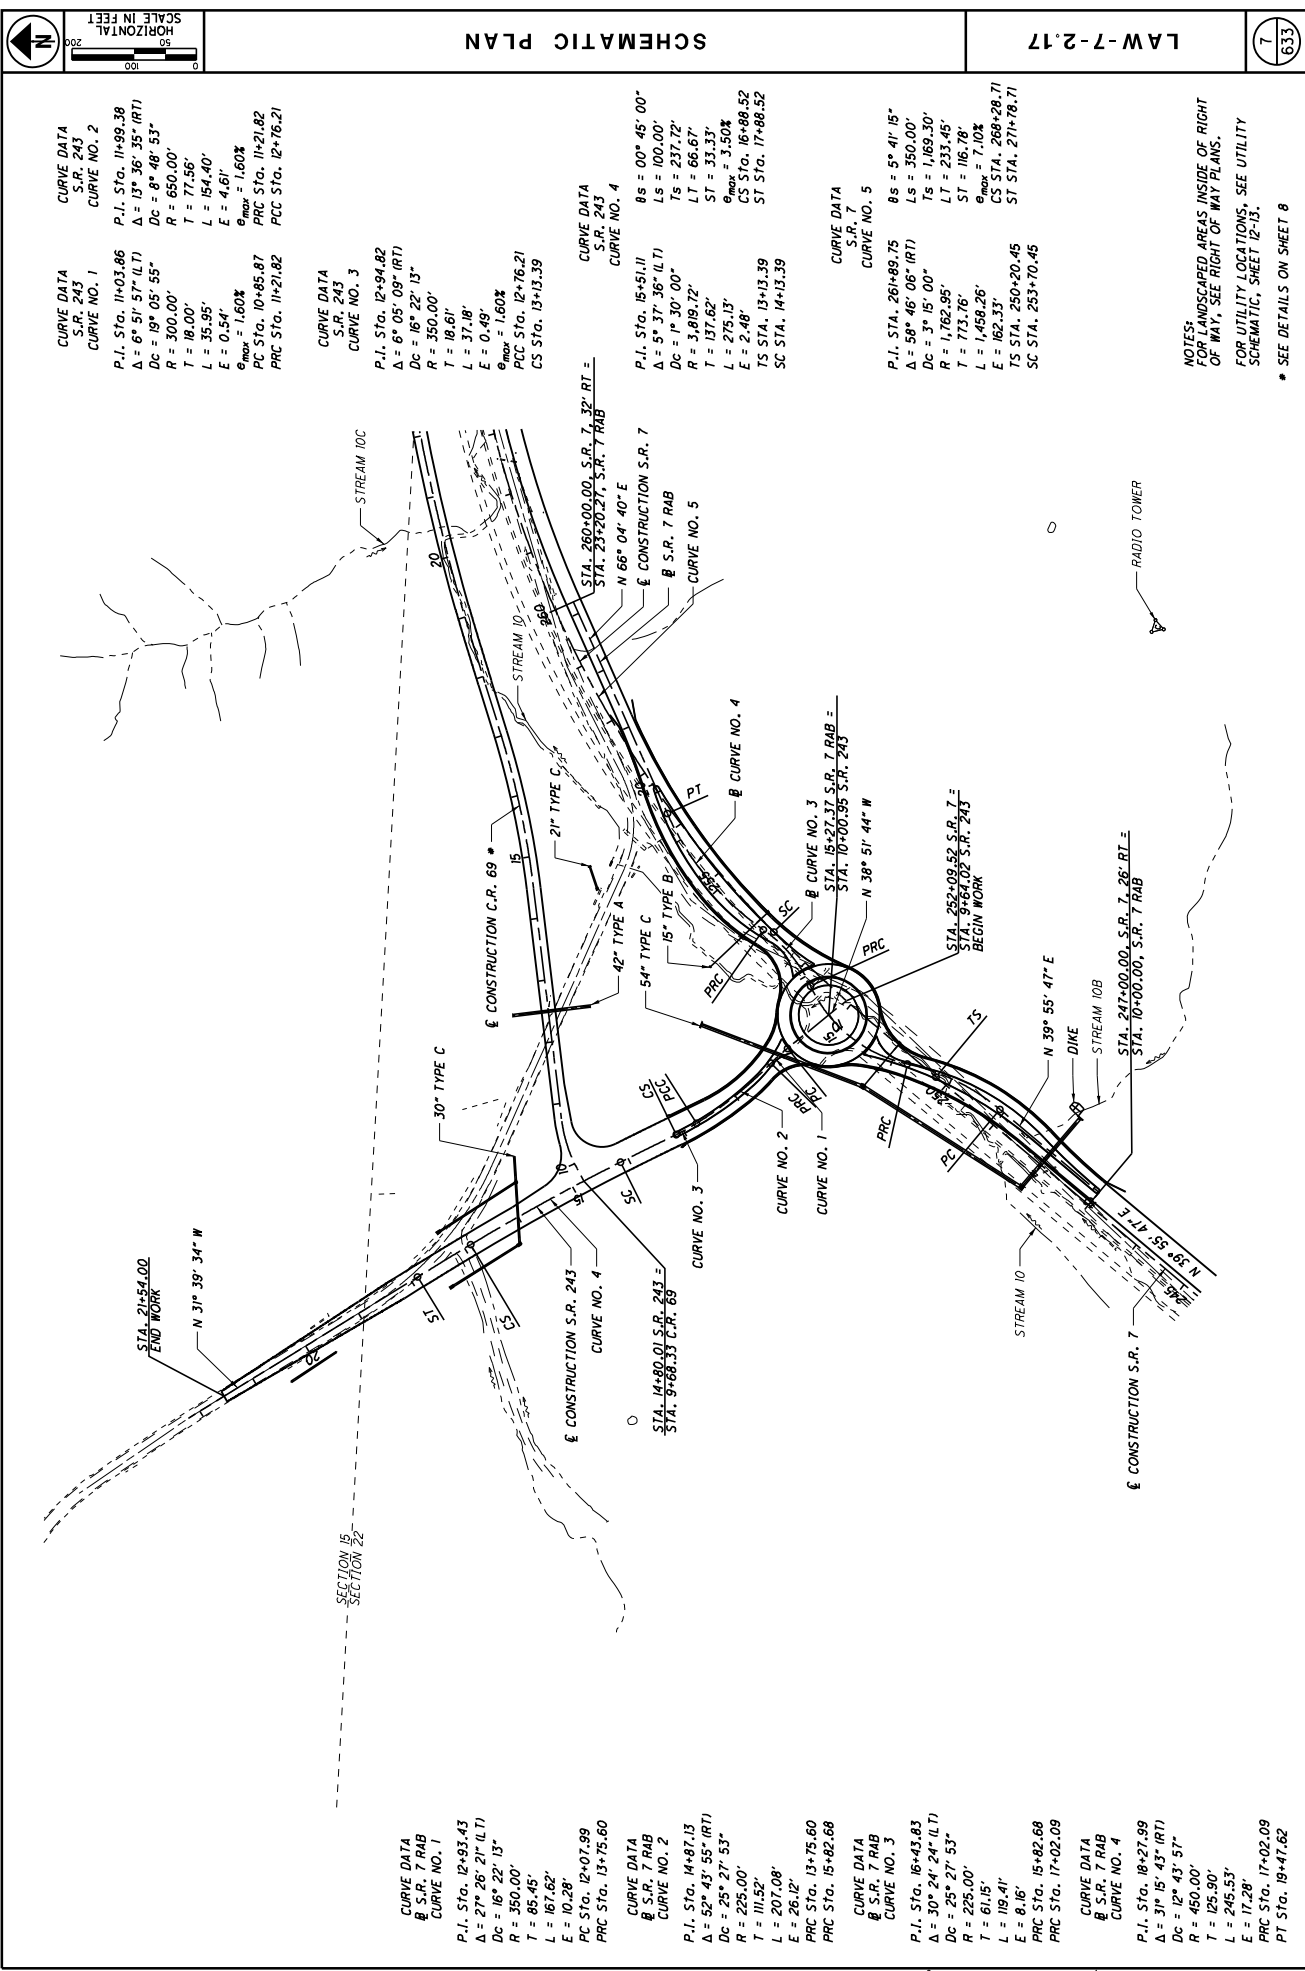 HORIZONTAL
SCALE IN FEET
0
50
100
200
N
SCHEMATIC PLAN
LAW-7-2.17
7
633
CURVE DATA
S.R. 243
CURVE NO. 1
P.I. Sta. 11+03.86
Δ = 6° 51' 57" (LT)
Dc = 19° 05' 55"
R = 300.00'
T = 18.00'
L = 35.95'
E = 0.54'
emax = 1.60%
PC Sta. 10+85.87
PRC Sta. 11+21.82
CURVE DATA
S.R. 243
CURVE NO. 2
P.I. Sta. 11+99.38
Δ = 13° 36' 35" (RT)
Dc = 8° 48' 53"
R = 650.00'
T = 77.56'
L = 154.40'
E = 4.61'
emax = 1.60%
PRC Sta. 11+21.82
PCC Sta. 12+76.21
CURVE DATA
S.R. 243
CURVE NO. 3
P.I. Sta. 12+94.82
Δ = 6° 05' 09" (RT)
Dc = 16° 22' 13"
R = 350.00'
T = 18.61'
L = 37.18'
E = 0.49'
emax = 1.60%
PCC Sta. 12+76.21
CS Sta. 13+13.39
CURVE DATA
S.R. 243
CURVE NO. 4
P.I. Sta. 15+51.11
Δ = 5° 37' 36" (LT)
Dc = 1° 30' 00"
R = 3,819.72'
T = 137.62'
L = 275.13'
E = 2.48'
TS STA. 13+13.39
SC STA. 14+13.39
θs = 00° 45' 00"
Ls = 100.00'
Ts = 237.72'
LT = 66.67'
ST = 33.33'
emax = 3.50%
CS Sta. 16+88.52
ST Sta. 17+88.52
CURVE DATA
S.R. 7
CURVE NO. 5
P.I. STA. 261+89.75
Δ = 58° 46' 06" (RT)
Dc = 3° 15' 00"
R = 1,762.95'
T = 773.76'
L = 1,458.26'
E = 162.33'
TS STA. 250+20.45
SC STA. 253+70.45
θs = 5° 41' 15"
Ls = 350.00'
Ts = 1,169.30'
LT = 233.45'
ST = 116.78'
emax = 7.10%
CS STA. 268+28.71
ST STA. 271+78.71
NOTES:
FOR LANDSCAPED AREAS INSIDE OF RIGHT
OF WAY, SEE RIGHT OF WAY PLANS.
FOR UTILITY LOCATIONS, SEE UTILITY
SCHEMATIC, SHEET 12-13.
* SEE DETAILS ON SHEET 8
STREAM 10C
20
STREAM 10
260
STA. 260+00.00, S.R. 7, 32' RT =
STA. 23+20.27, S.R. 7 RAB
N 66° 04' 40" E
℄ CONSTRUCTION S.R. 7
B S.R. 7 RAB
CURVE NO. 5
RADIO TOWER
℄ CONSTRUCTION C.R. 69 *
15
21" TYPE C
20
PT
B CURVE NO. 4
255
42" TYPE A
15" TYPE B
54" TYPE C
SC
PRC
B CURVE NO. 3
STA. 15+27.37 S.R. 7 RAB =
STA. 10+00.95 S.R. 243
N 38° 51' 44" W
PRC
STA. 252+09.52 S.R. 7 =
STA. 9+64.02 S.R. 243
BEGIN WORK
30" TYPE C
CS
PCC
PRC
PC
TS
250
PRC
PC
N 39° 55' 47" E
DIKE
STREAM 10B
STA. 247+00.00, S.R. 7, 26' RT =
STA. 10+00.00, S.R. 7 RAB
10
15
SC
CURVE NO. 3
CURVE NO. 2
CURVE NO. 1
STREAM 10
N 39° 55' 47" E
245
℄ CONSTRUCTION S.R. 7
STA. 21+54.00
END WORK
N 31° 39' 34" W
20
ST
CS
℄ CONSTRUCTION S.R. 243
CURVE NO. 4
STA. 14+80.01 S.R. 243 =
STA. 9+68.33 C.R. 69
SECTION 15
SECTION 22
CURVE DATA
B S.R. 7 RAB
CURVE NO. 1
P.I. Sta. 12+93.43
Δ = 27° 26' 21" (LT)
Dc = 16° 22' 13"
R = 350.00'
T = 85.45'
L = 167.62'
E = 10.28'
PC Sta. 12+07.99
PRC Sta. 13+75.60
CURVE DATA
B S.R. 7 RAB
CURVE NO. 2
P.I. Sta. 14+87.13
Δ = 52° 43' 55" (RT)
Dc = 25° 27' 53"
R = 225.00'
T = 111.52'
L = 207.08'
E = 26.12'
PRC Sta. 13+75.60
PRC Sta. 15+82.68
CURVE DATA
B S.R. 7 RAB
CURVE NO. 3
P.I. Sta. 16+43.83
Δ = 30° 24' 24" (LT)
Dc = 25° 27' 53"
R = 225.00'
T = 61.15'
L = 119.41'
E = 8.16'
PRC Sta. 15+82.68
PRC Sta. 17+02.09
CURVE DATA
B S.R. 7 RAB
CURVE NO. 4
P.I. Sta. 18+27.99
Δ = 31° 15' 43" (RT)
Dc = 12° 43' 57"
R = 450.00'
T = 125.90'
L = 245.53'
E = 17.28'
PRC Sta. 17+02.09
PT Sta. 19+47.62